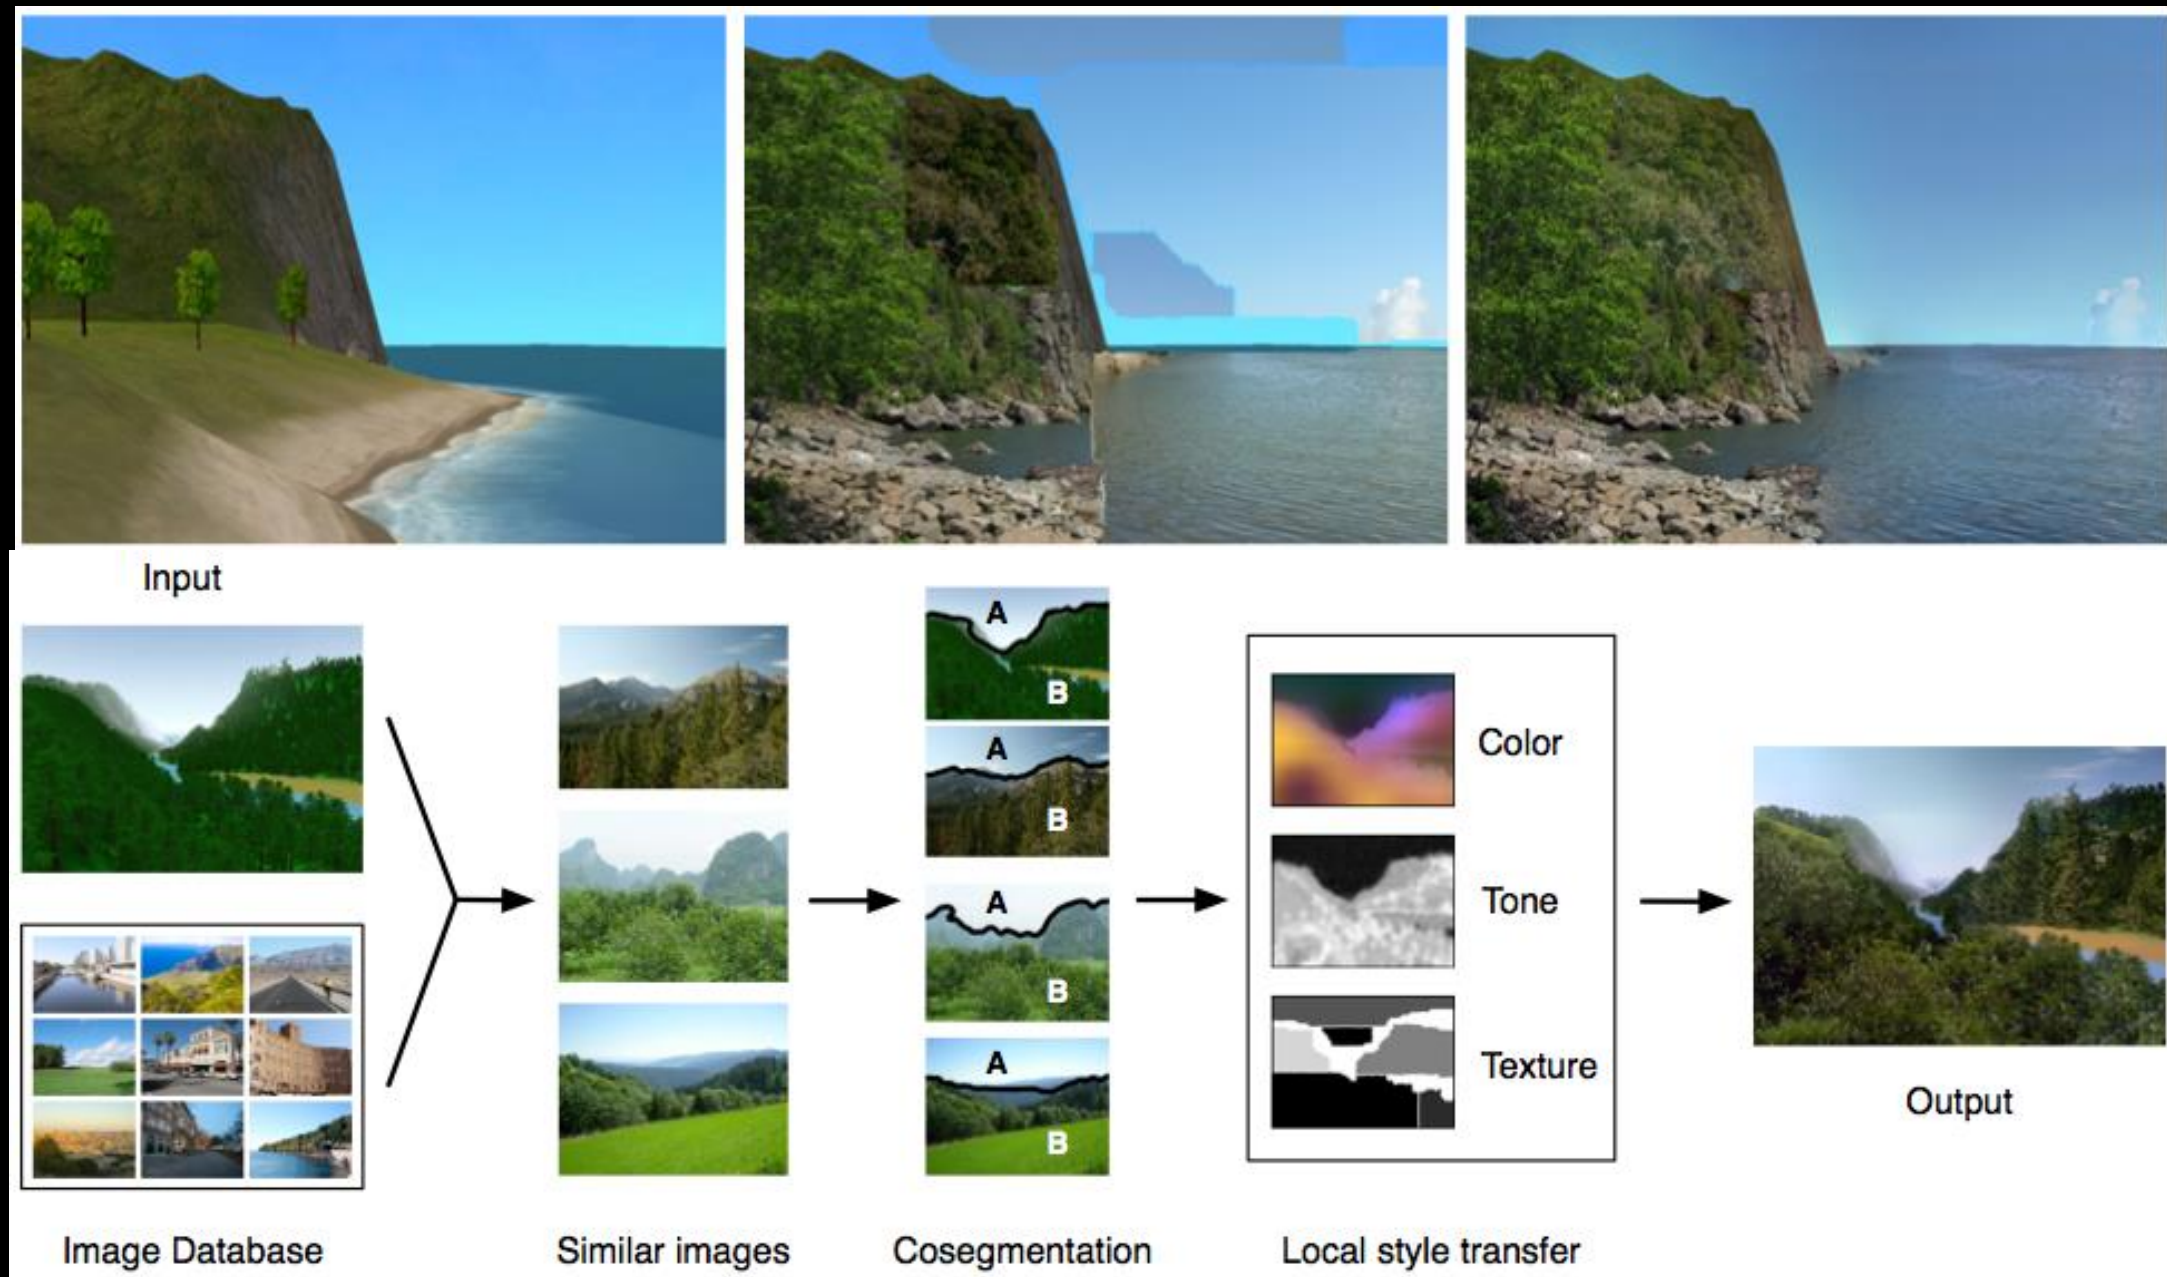 Input
A
B
A
B
A
B
A
B
Color
Tone
Texture
Output
Image Database
Similar images
Cosegmentation
Local style transfer